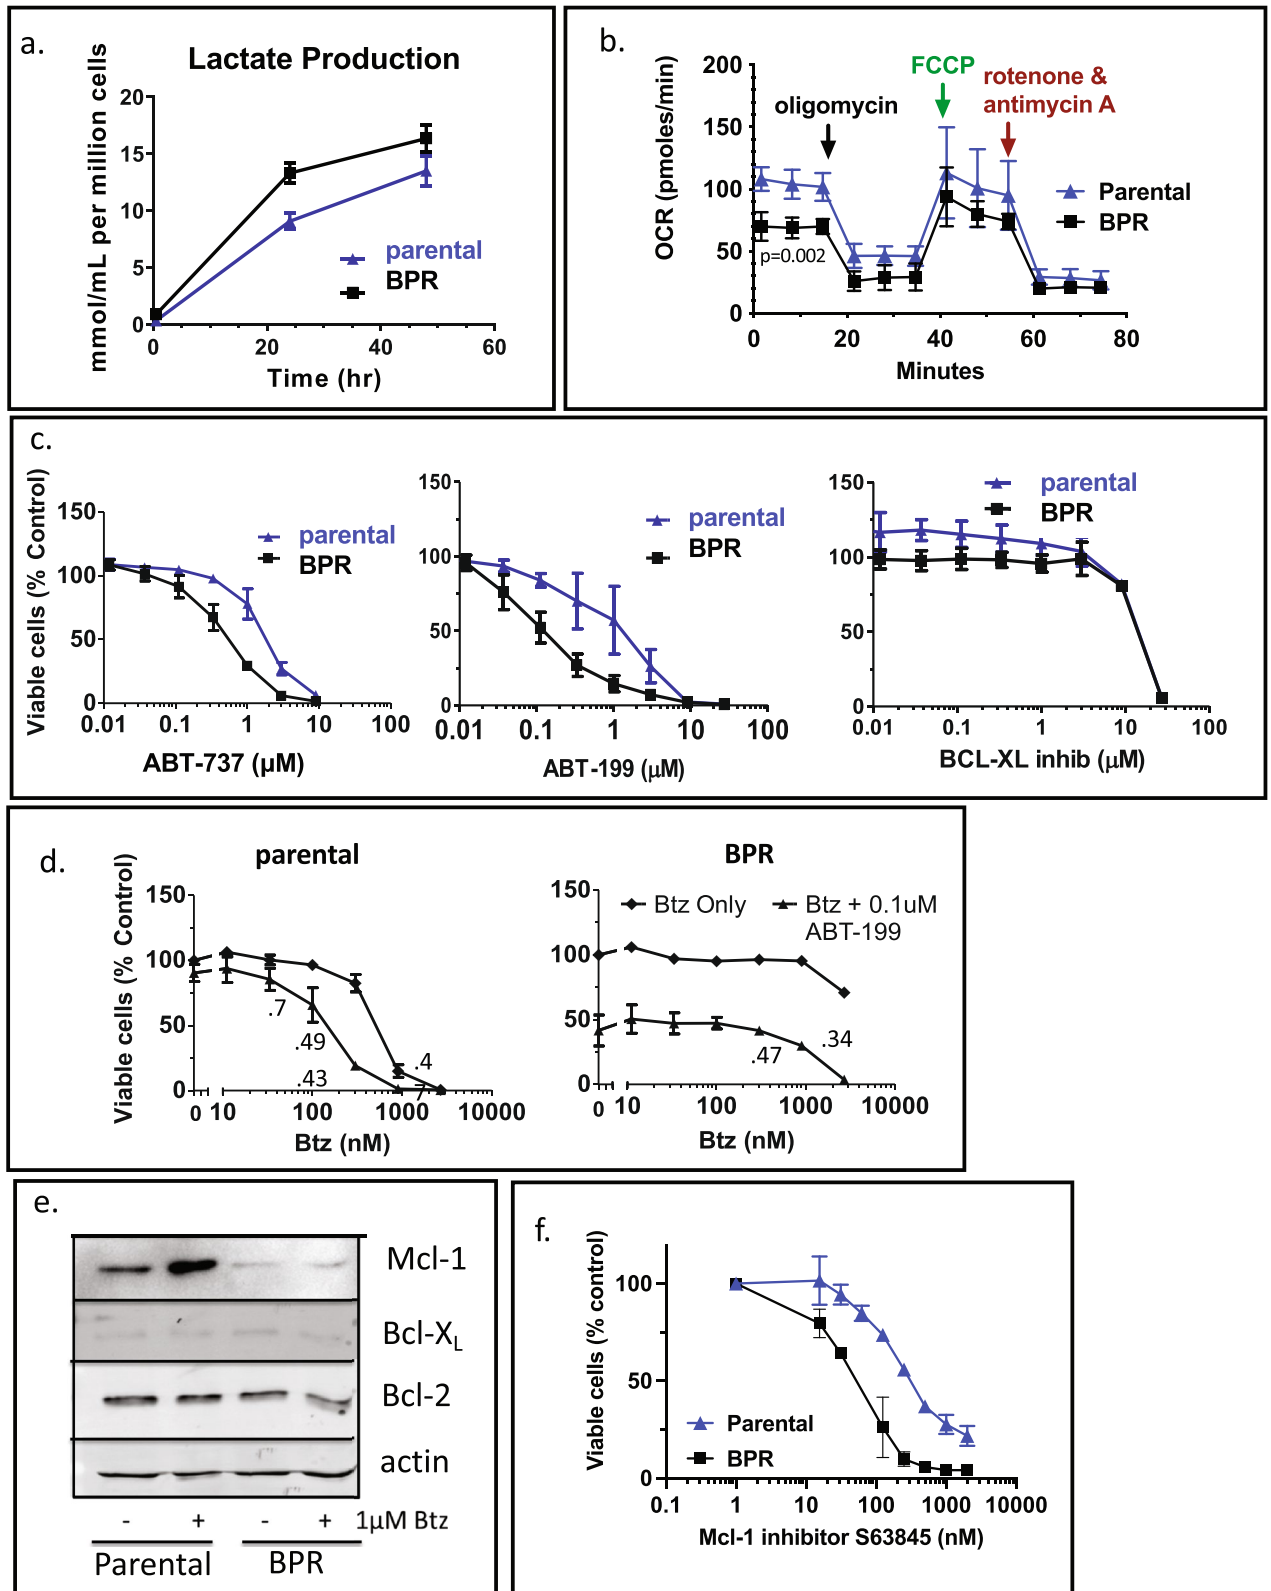 a.
Lactate Production
mmol/mL per million cells
20
15
10
5
0
parental
BPR
0 20 40 60
Time (hr)
b.
OCR (pmoles/min)
200
150
100
50
0
oligomycin
FCCP
rotenone &
antimycin A
Parental
BPR
p=0.002
0 20 40 60 80
Minutes
c.
Viable cells (% Control)
150
100
50
0
parental
BPR
0.01 0.1 1 10 100
ABT-737 (µM)
150
100
50
0
parental
BPR
0.01 0.1 1 10 100
ABT-199 (µM)
150
100
50
0
parental
BPR
0.01 0.1 1 10 100
BCL-XL inhib (µM)
d.
parental
Viable cells (% Control)
150
100
50
0
.7
.49
.43
.4
7
0 10 100 1000 10000
Btz (nM)
BPR
150
100
50
0
Btz Only
Btz + 0.1uM
ABT-199
.47
.34
0 10 100 1000 10000
Btz (nM)
e.
Mcl-1
Bcl-XL
Bcl-2
actin
- + - + 1µM Btz
Parental BPR
f.
Viable cells (% control)
100
50
0
Parental
BPR
0.1 1 10 100 1000 10000
Mcl-1 inhibitor S63845 (nM)